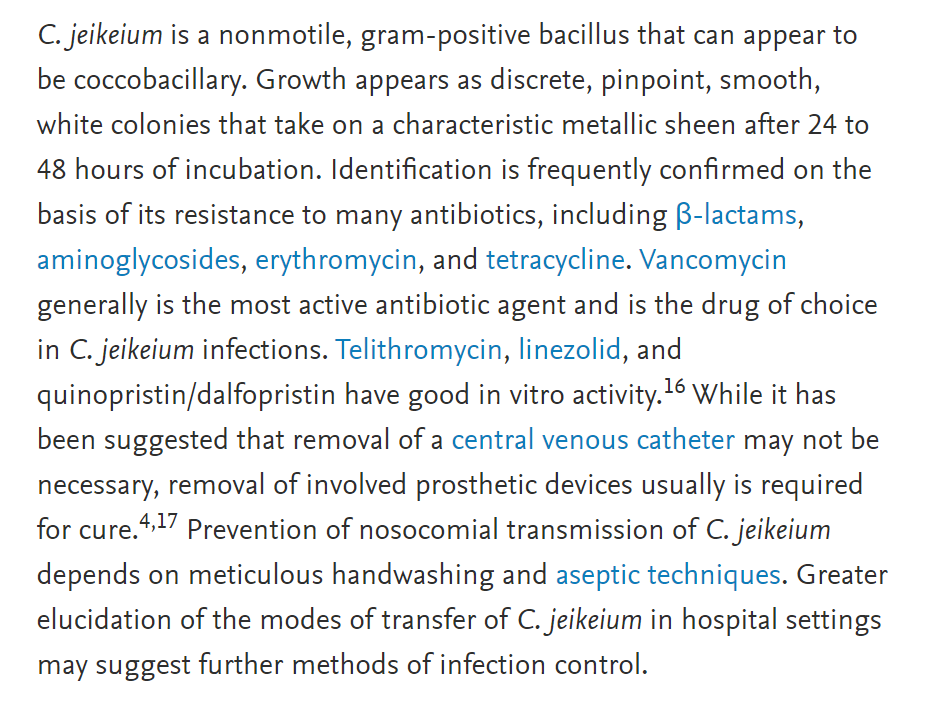 C. jeikeium is a nonmotile, gram-positive bacillus that can appear to
be coccobacillary. Growth appears as discrete, pinpoint, smooth,
white colonies that take on a characteristic metallic sheen after 24 to
48 hours of incubation. Identification is frequently confirmed on the
basis of its resistance to many antibiotics, including β-lactams,
aminoglycosides, erythromycin, and tetracycline. Vancomycin
generally is the most active antibiotic agent and is the drug of choice
in C. jeikeium infections. Telithromycin, linezolid, and
quinopristin/dalfopristin have good in vitro activity.16 While it has
been suggested that removal of a central venous catheter may not be
necessary, removal of involved prosthetic devices usually is required
for cure.4,17 Prevention of nosocomial transmission of C. jeikeium
depends on meticulous handwashing and aseptic techniques. Greater
elucidation of the modes of transfer of C. jeikeium in hospital settings
may suggest further methods of infection control.